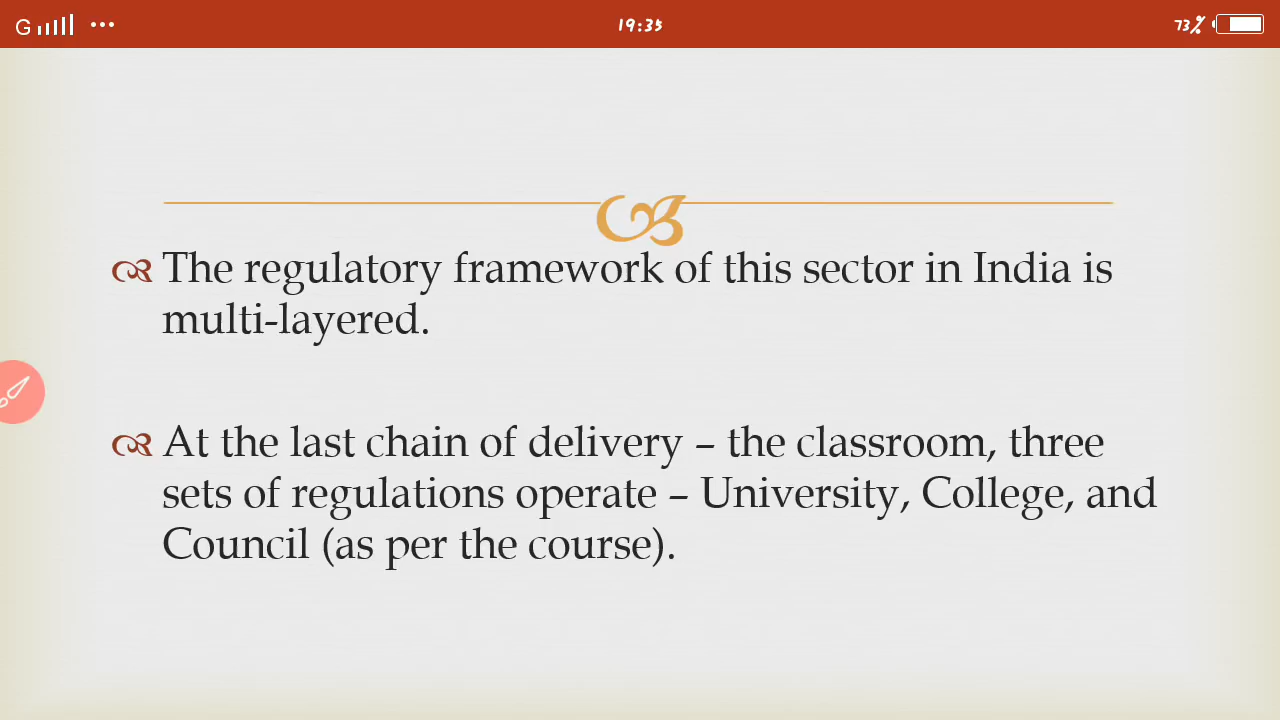 G 19:35 73%
The regulatory framework of this sector in India is
multi-layered.
At the last chain of delivery – the classroom, three
sets of regulations operate – University, College, and
Council (as per the course).